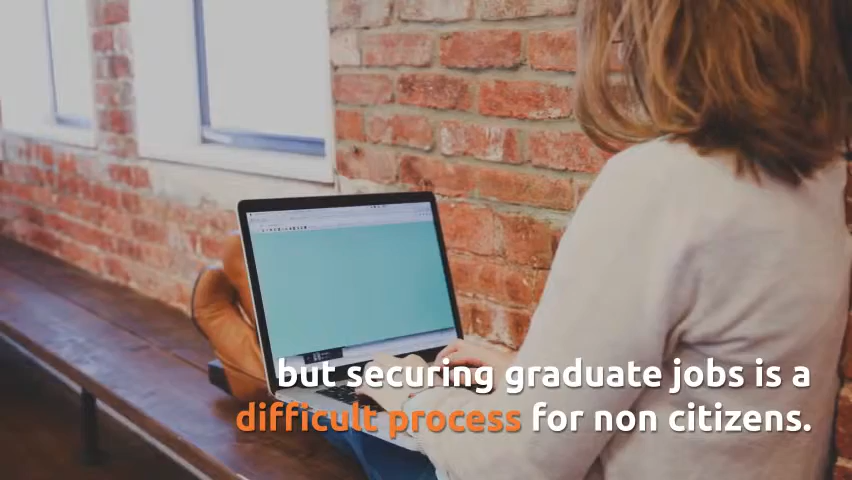 but securing graduate jobs is a
difficult process for non citizens.